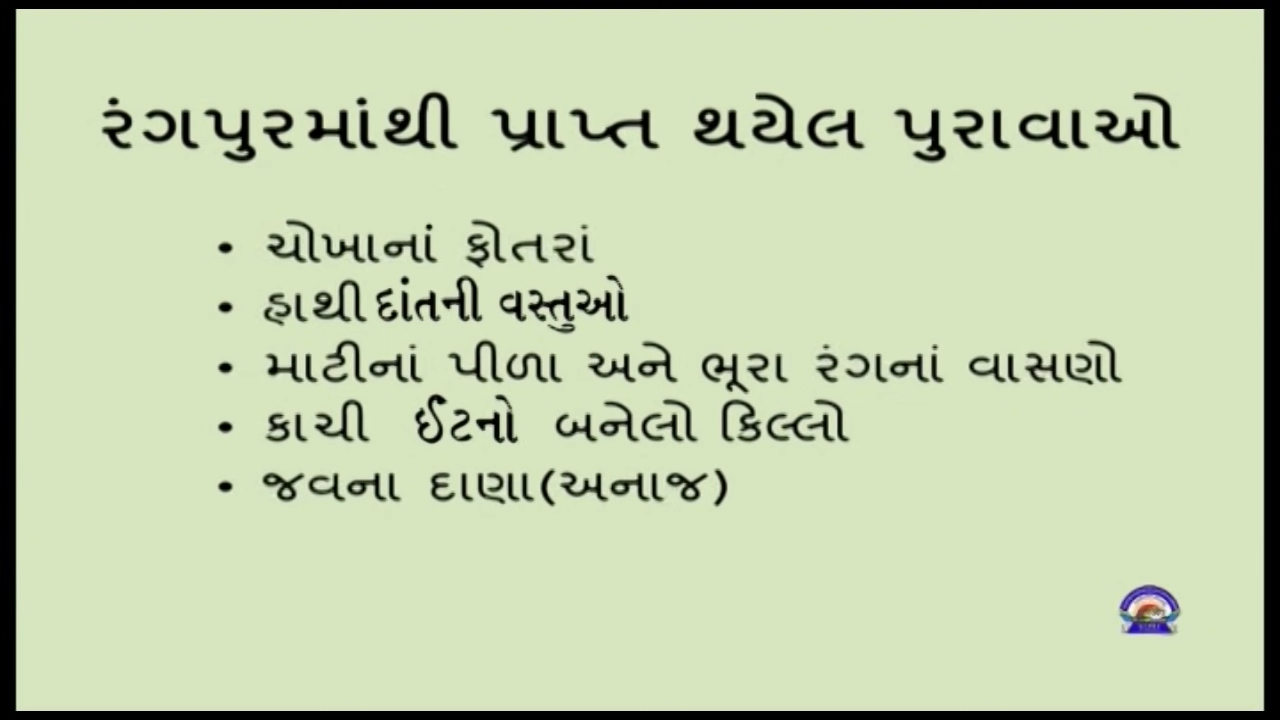 રંગપુરમાંથી પ્રાપ્ત થયેલ પુરાવાઓ
• ચોખાનાં ફોતરાં
• હાથી દાંતની વસ્તુઓ
• માટીનાં પીળા અને ભૂરા રંગનાં વાસણો
• કાચી ઈંટનો બનેલો કિલ્લો
• જવના દાણા(અનાજ)